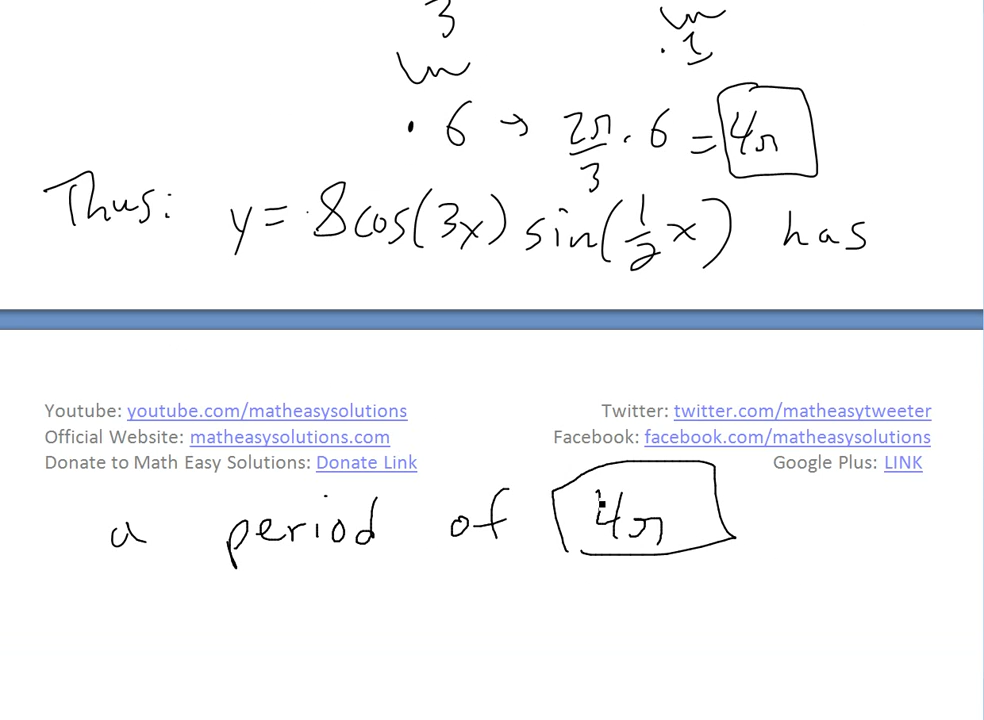 3
· 6 → 2π/3 · 6 = 4π
Thus: y = 8cos(3x) sin(1/2 x) has
Youtube: youtube.com/matheasysolutions
Twitter: twitter.com/matheasytweeter
Official Website: matheasysolutions.com
Facebook: facebook.com/matheasysolutions
Donate to Math Easy Solutions: Donate Link
Google Plus: LINK
a period of 4π